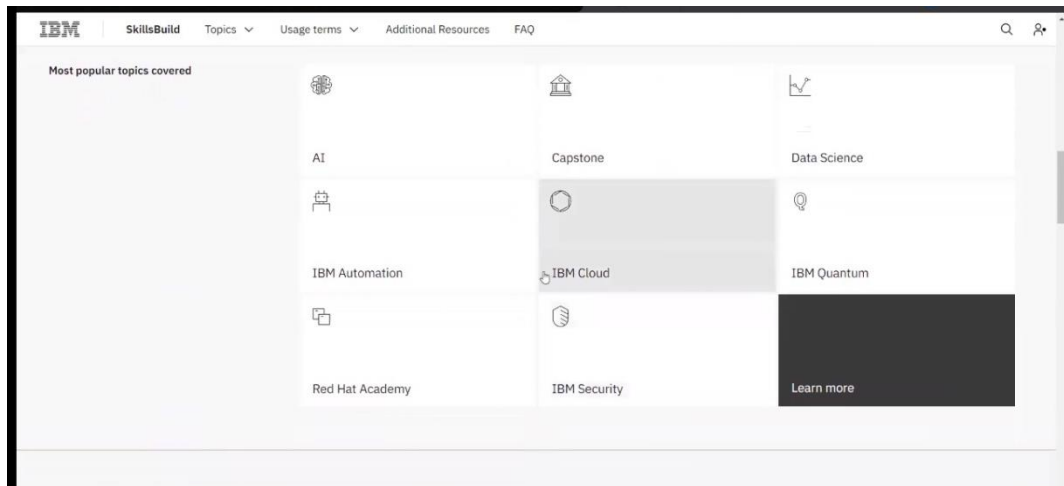 IBM SkillsBuild Topics Usage terms Additional Resources FAQ
Most popular topics covered
AI Capstone Data Science
IBM Automation IBM Cloud IBM Quantum
Red Hat Academy IBM Security Learn more